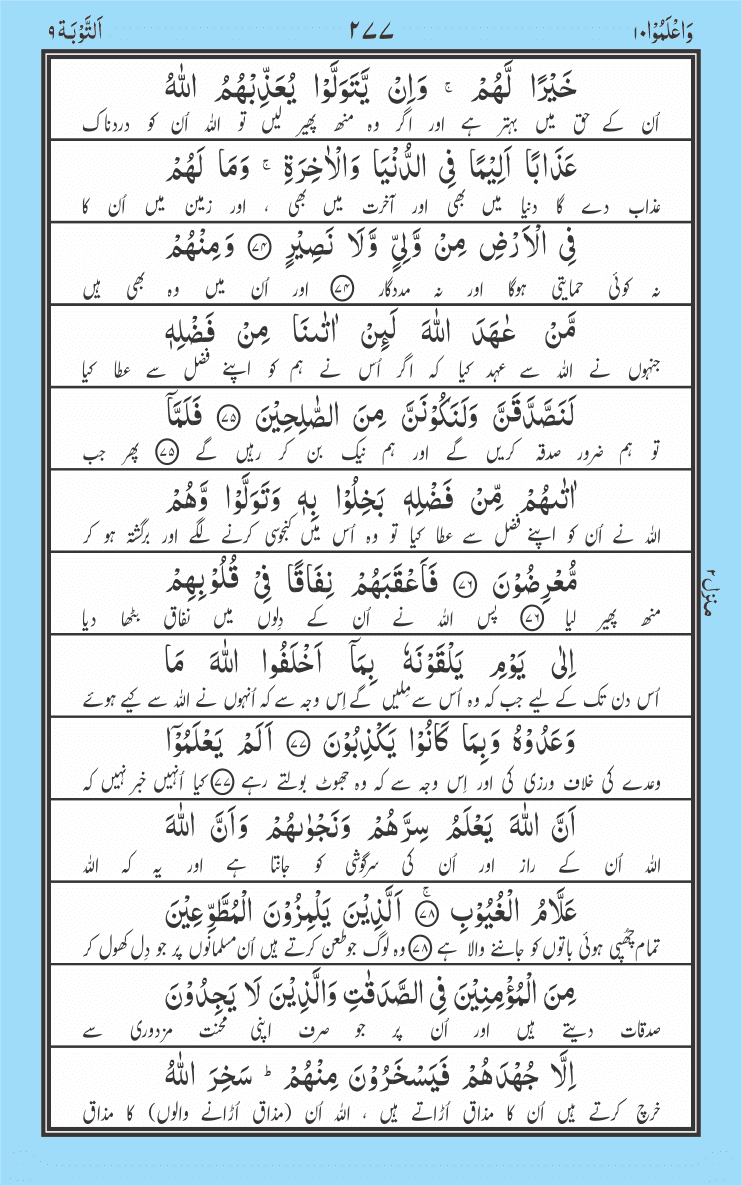 وَاعْلَمُوْا ١٠ ٢٧٧ اَلتَّوْبَة ٩
خَيْرًا لَّهُمْ ۚ وَاِنْ يَّتَوَلَّوْا يُعَذِّبْهُمُ اللّٰهُ
اُن کے حق میں بہتر ہے اور اگر وہ منھ پھیر لیں تو اللہ اُن کو دردناک
عَذَابًا اَلِيْمًا فِى الدُّنْيَا وَالْاٰخِرَةِ ۚ وَمَا لَهُمْ
عذاب دے گا دنیا میں بھی اور آخرت میں بھی ، اور زمین میں اُن کا
فِى الْاَرْضِ مِنْ وَّلِىٍّ وَّلَا نَصِيْرٍ ۝٧٤ وَمِنْهُمْ
نہ کوئی حمایتی ہوگا اور نہ مددگار ۝٧٤ اور اُن میں وہ بھی ہیں
مَّنْ عٰهَدَ اللّٰهَ لَىِٕنْ اٰتٰىنَا مِنْ فَضْلِهٖ
جنہوں نے اللہ سے عہد کیا کہ اگر اُس نے ہم کو اپنے فضل سے عطا کیا
لَنَصَّدَّقَنَّ وَلَنَكُوْنَنَّ مِنَ الصّٰلِحِيْنَ ۝٧٥ فَلَمَّآ
تو ہم ضرور صدقہ کریں گے اور ہم نیک بن کر رہیں گے ۝٧٥ پھر جب
اٰتٰىهُمْ مِّنْ فَضْلِهٖ بَخِلُوْا بِهٖ وَتَوَلَّوْا وَّهُمْ
اللہ نے اُن کو اپنے فضل سے عطا کیا تو وہ اُس میں کنجوسی کرنے لگے اور برگشتہ ہو کر
مُّعْرِضُوْنَ ۝٧٦ فَاَعْقَبَهُمْ نِفَاقًا فِىْ قُلُوْبِهِمْ
منھ پھیر لیا ۝٧٦ پس اللہ نے اُن کے دِلوں میں نفاق بٹھا دیا
منزل ٢
اِلٰى يَوْمِ يَلْقَوْنَهٗ بِمَآ اَخْلَفُوا اللّٰهَ مَا
اُس دن تک کے لیے جب کہ وہ اُس سے مِلیں گے اِس وجہ سے کہ اُنہوں نے اللہ سے کیے ہوئے
وَعَدُوْهُ وَبِمَا كَانُوْا يَكْذِبُوْنَ ۝٧٧ اَلَمْ يَعْلَمُوْٓا
وعدے کی خلاف ورزی کی اور اِس وجہ سے کہ وہ جھوٹ بولتے رہے ۝٧٧ کیا اُنہیں خبر نہیں کہ
اَنَّ اللّٰهَ يَعْلَمُ سِرَّهُمْ وَنَجْوٰىهُمْ وَاَنَّ اللّٰهَ
اللہ اُن کے راز اور اُن کی سرگوشی کو جانتا ہے اور یہ کہ اللہ
عَلَّامُ الْغُيُوْبِ ۝٧٨ۚ اَلَّذِيْنَ يَلْمِزُوْنَ الْمُطَّوِّعِيْنَ
تمام چھپی ہوئی باتوں کو جاننے والا ہے ۝٧٨ وہ لوگ جو طعن کرتے ہیں اُن مسلمانوں پر جو دِل کھول کر
مِنَ الْمُؤْمِنِيْنَ فِى الصَّدَقٰتِ وَالَّذِيْنَ لَا يَجِدُوْنَ
صدقات دیتے ہیں اور اُن پر جو صرف اپنی محنت مزدوری سے
اِلَّا جُهْدَهُمْ فَيَسْخَرُوْنَ مِنْهُمْ ؕ سَخِرَ اللّٰهُ
خرچ کرتے ہیں اُن کا مذاق اُڑاتے ہیں ، اللہ اُن (مذاق اُڑانے والوں) کا مذاق